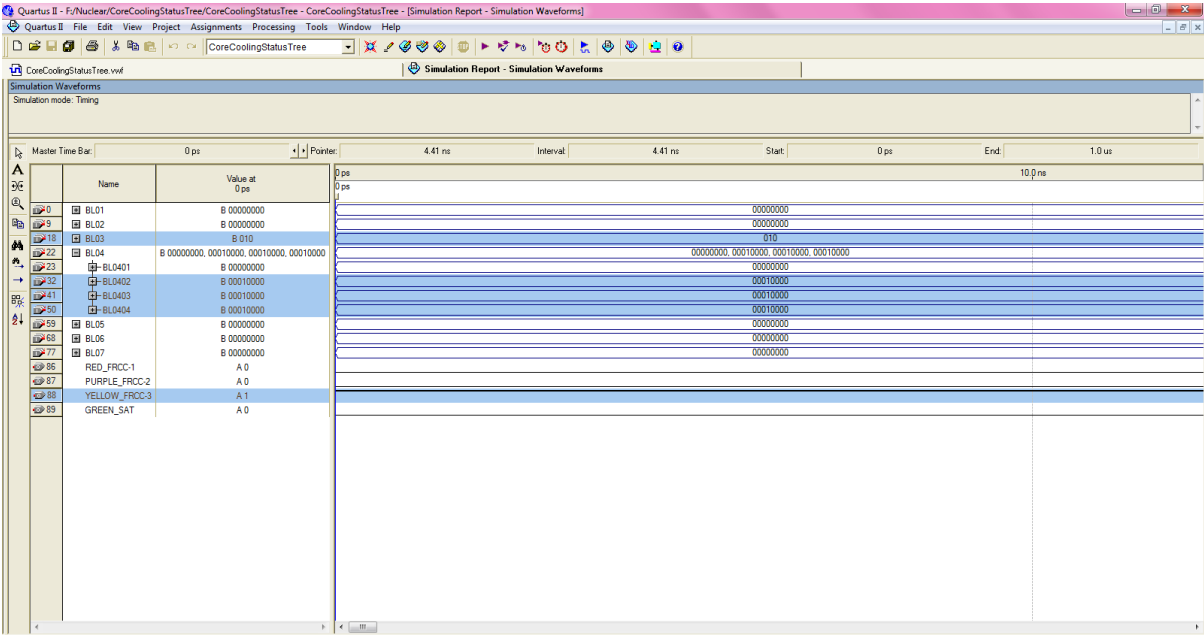 Quartus II - F:/Nuclear/CoreCoolingStatusTree/CoreCoolingStatusTree - CoreCoolingStatusTree - [Simulation Report - Simulation Waveforms]
Quartus II File Edit View Project Assignments Processing Tools Window Help
CoreCoolingStatusTree
CoreCoolingStatusTree.vwf Simulation Report - Simulation Waveforms
Simulation Waveforms
Simulation mode: Timing
Master Time Bar: 0 ps Pointer: 4.41 ns Interval: 4.41 ns Start: 0 ps End: 1.0 us
Name Value at 0 ps 0 ps 10.0 ns
0 ps
0 BL01 B 00000000 00000000
9 BL02 B 00000000 00000000
18 BL03 B 010 010
22 BL04 B 00000000, 00010000, 00010000, 00010000 00000000, 00010000, 00010000, 00010000
23 BL0401 B 00000000 00000000
32 BL0402 B 00010000 00010000
41 BL0403 B 00010000 00010000
50 BL0404 B 00010000 00010000
59 BL05 B 00000000 00000000
68 BL06 B 00000000 00000000
77 BL07 B 00000000 00000000
86 RED_FRCC-1 A 0
87 PURPLE_FRCC-2 A 0
88 YELLOW_FRCC-3 A 1
89 GREEN_SAT A 0